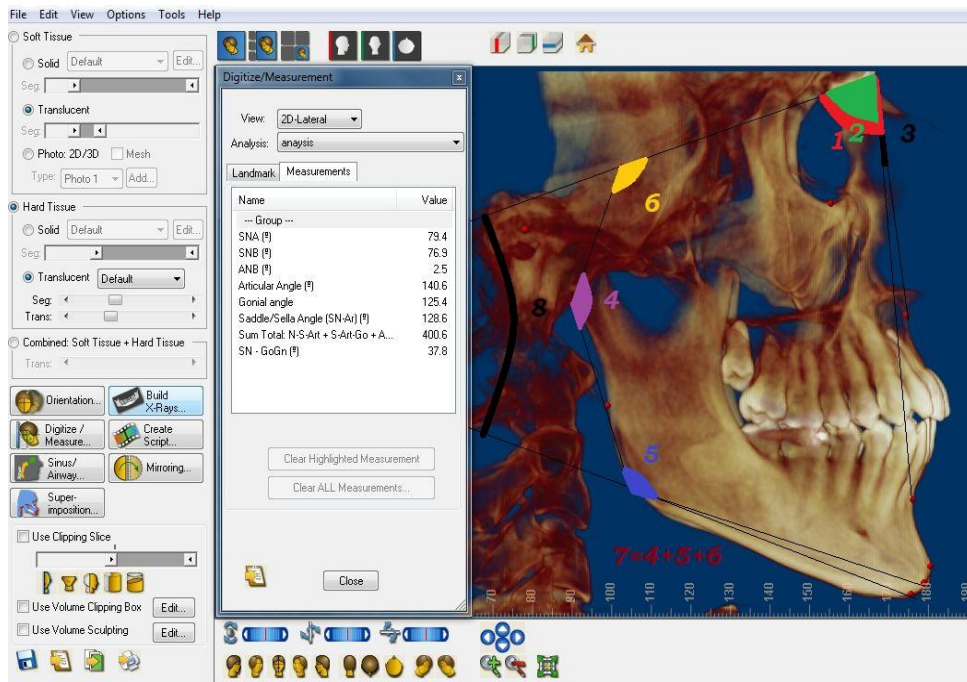 File Edit View Options Tools Help
Soft Tissue
Solid Default Edit...
Seg:
Translucent
Seg:
Photo: 2D/3D Mesh
Type: Photo 1 Add...
Hard Tissue
Solid Default Edit...
Seg:
Translucent Default
Seg:
Trans:
Combined: Soft Tissue + Hard Tissue
Trans:
Orientation...
Build X-Rays...
Digitize / Measure...
Create Script...
Sinus/ Airway...
Mirroring...
Super-imposition...
Use Clipping Slice
Use Volume Clipping Box Edit...
Use Volume Sculpting Edit...
Digitize/Measurement
View: 2D-Lateral
Analysis: anaysis
Landmark Measurements
Name Value
--- Group ---
SNA (º) 79.4
SNB (º) 76.9
ANB (º) 2.5
Articular Angle (º) 140.6
Gonial angle 125.4
Saddle/Sella Angle (SN-Ar) (º) 128.6
Sum Total: N-S-Art + S-Art-Go + A... 400.6
SN - GoGn (º) 37.8
Clear Highlighted Measurement
Clear ALL Measurements...
Close
1 2 3
6
4
8
5
7=4+5+6
70 80 90 100 110 120 130 140 150 160 170 180 190